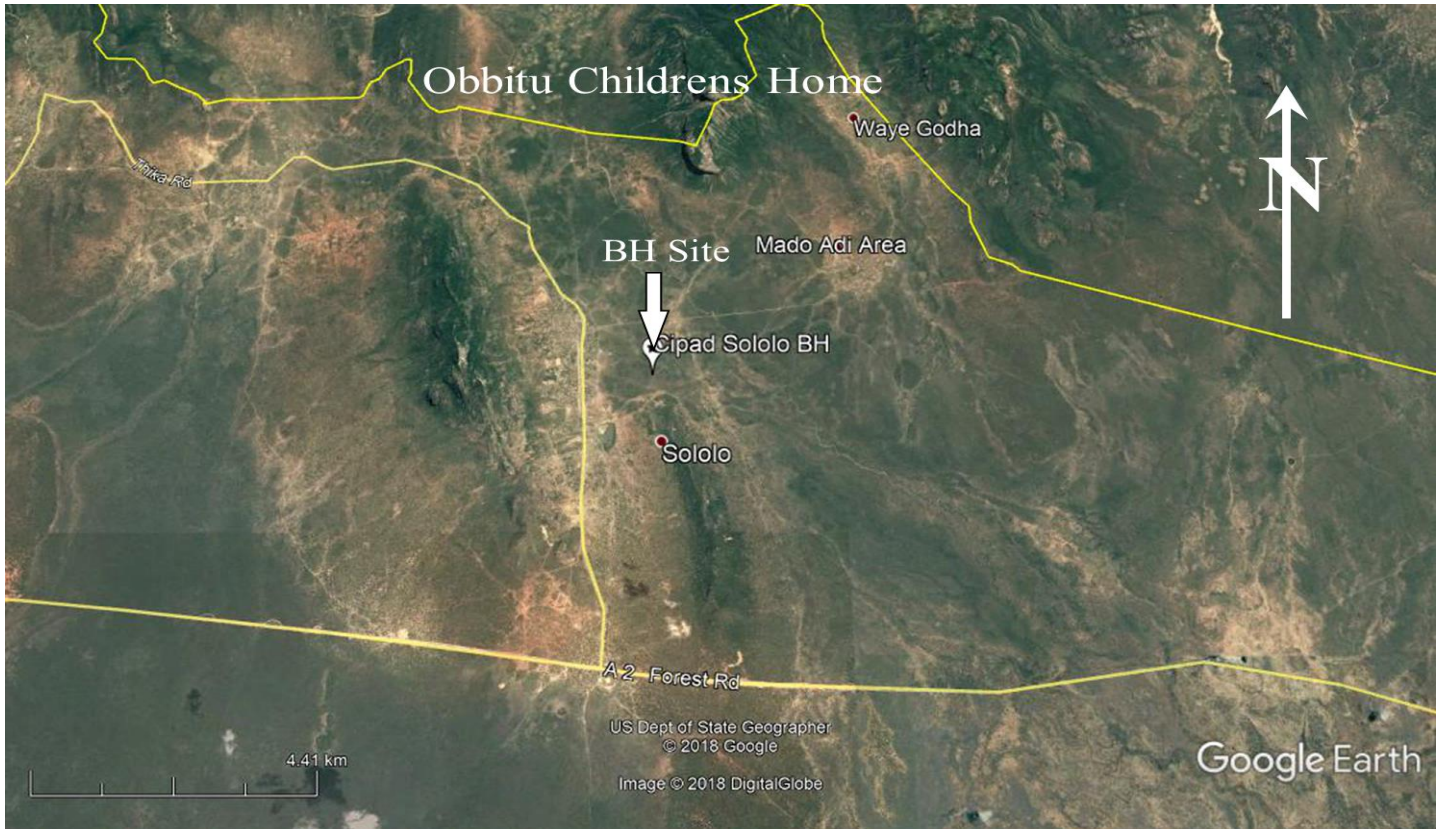 Obbitu Childrens Home
Waye Godha
Thika Rd
N
BH Site
Mado Adi Area
Cipad Sololo BH
Sololo
A 2 Forest Rd
US Dept of State Geographer
© 2018 Google
Image © 2018 DigitalGlobe
4.41 km
Google Earth